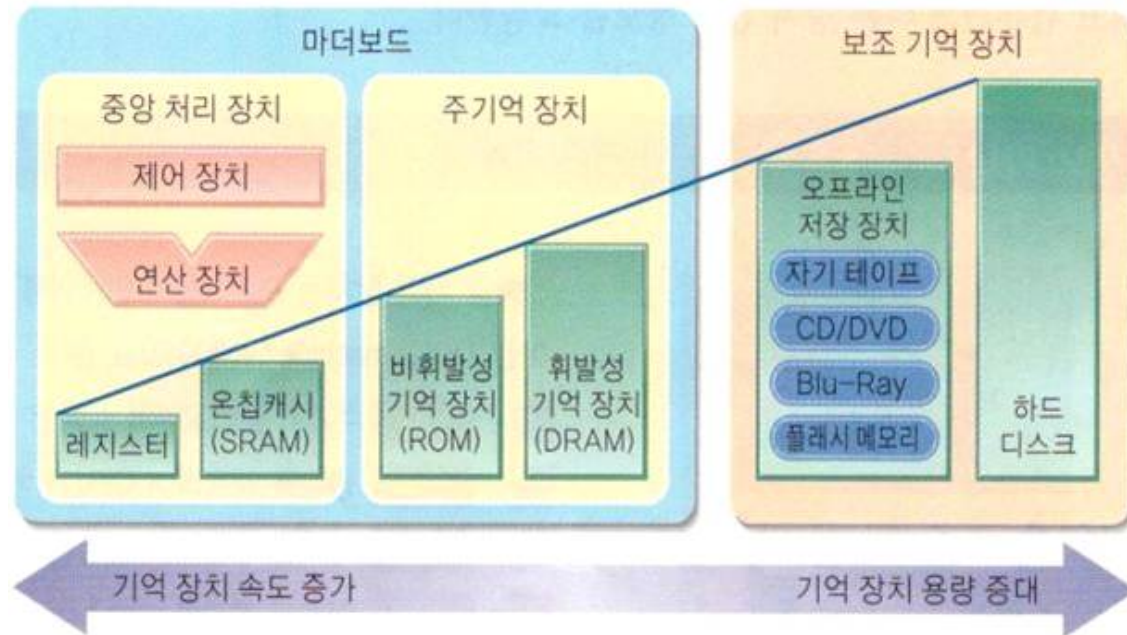 마더보드
중앙 처리 장치
제어 장치
연산 장치
레지스터
온칩캐시
(SRAM)
주기억 장치
비휘발성
기억 장치
(ROM)
휘발성
기억 장치
(DRAM)
보조 기억 장치
오프라인
저장 장치
자기 테이프
CD/DVD
Blu-Ray
플래시 메모리
하드
디스크
기억 장치 속도 증가
기억 장치 용량 증대